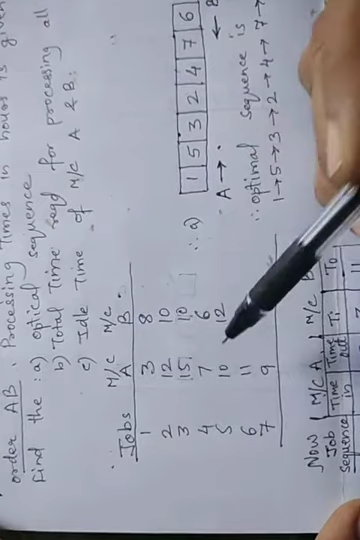 order AB. Processing Times in hours is given
Find the : a) optical sequence
b) Total Time for processing all
c) Idle Time of M/C A & B.
Jobs M/C A M/C B
1 3 8
2 12 10
3 15 10
4 7 6
5 10 12
6 11
7 9
∴ a) 1 5 3 2 4 7 6
A →
← B
∴ optimal sequence is
1→5→3→2→4→7→
Now
Job sequence M/C A M/C B
Time in Time out Ti To